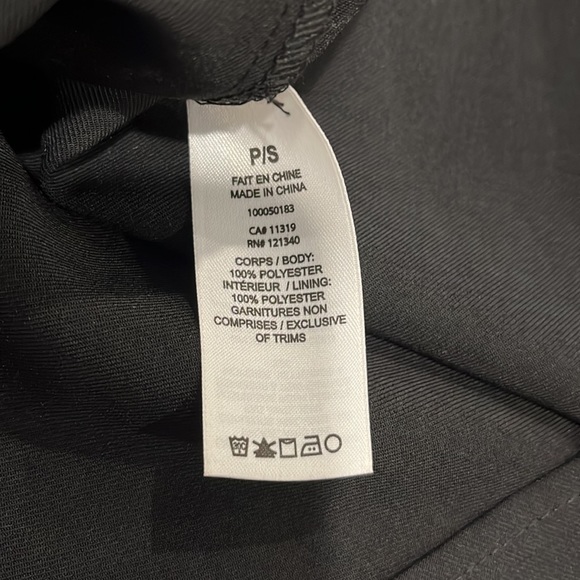 P/S
FAIT EN CHINE
MADE IN CHINA
100050183
CA# 11319
RN# 121340
CORPS / BODY:
100% POLYESTER
INTÉRIEUR / LINING:
100% POLYESTER
GARNITURES NON
COMPRISES / EXCLUSIVE
OF TRIMS